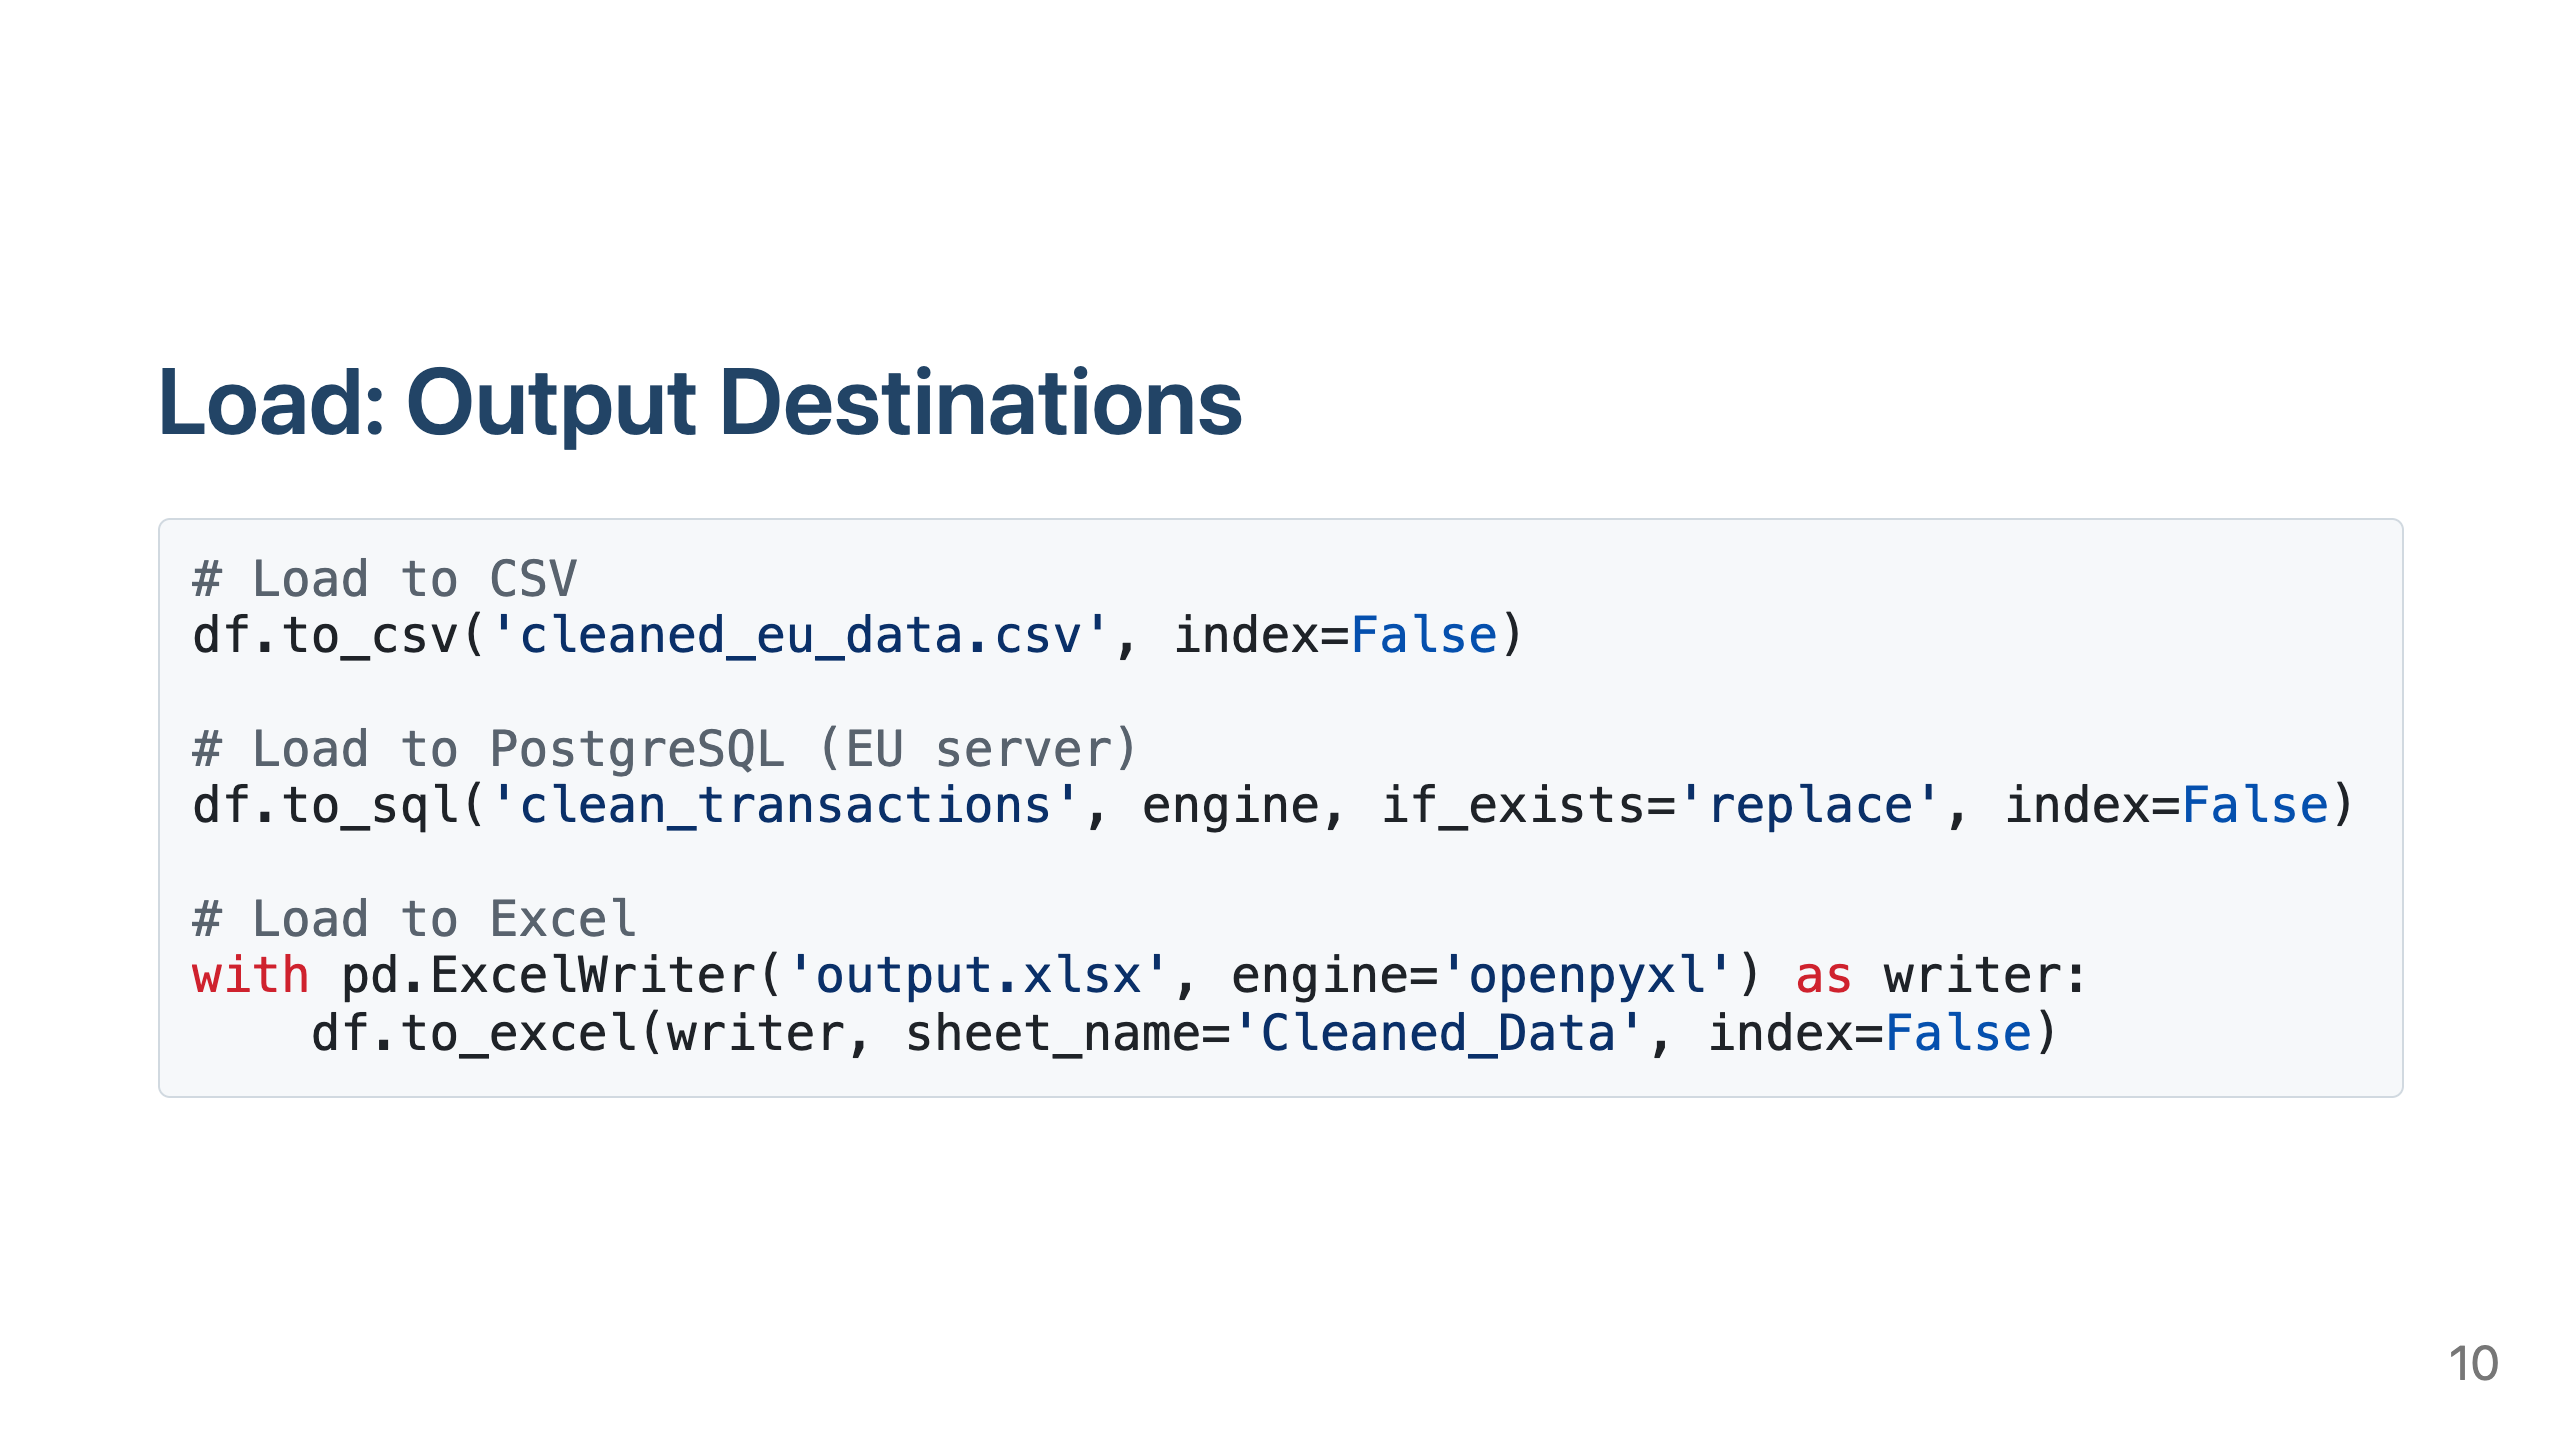 Load: Output Destinations
# Load to CSV
df.to_csv('cleaned_eu_data.csv', index=False)
# Load to PostgreSQL (EU server)
df.to_sql('clean_transactions', engine, if_exists='replace', index=False)
# Load to Excel
with pd.ExcelWriter('output.xlsx', engine='openpyxl') as writer:
    df.to_excel(writer, sheet_name='Cleaned_Data', index=False)
10